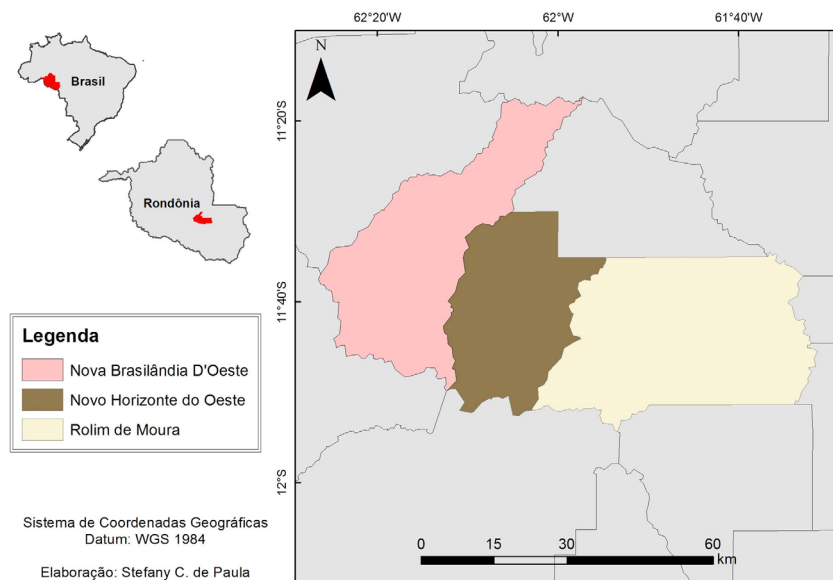 62°20'W 62°W 61°40'W
N
Brasil
Rondônia
11°20'S
11°40'S
12°S
Legenda
Nova Brasilândia D'Oeste
Novo Horizonte do Oeste
Rolim de Moura
Sistema de Coordenadas Geográficas
Datum: WGS 1984
Elaboração: Stefany C. de Paula
0 15 30 60
km